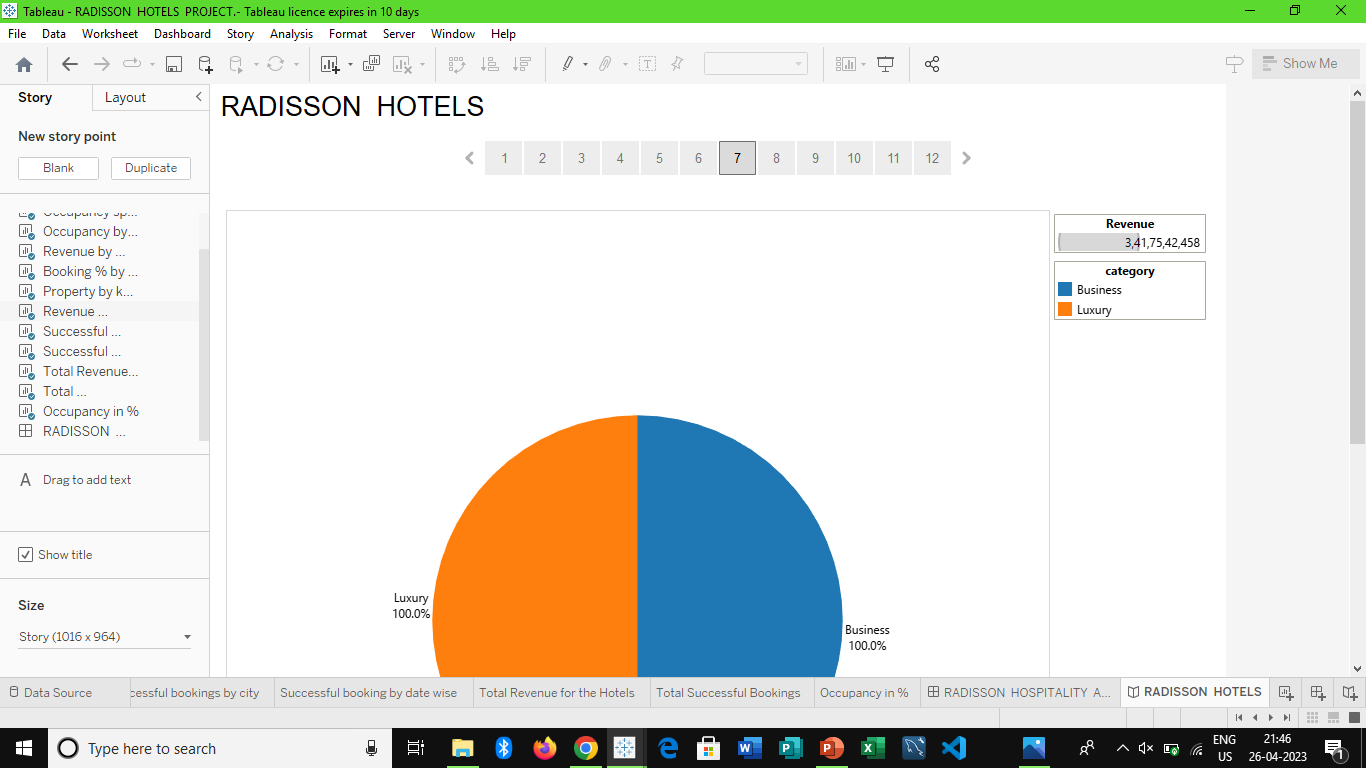 Tableau - RADISSON HOTELS PROJECT.- Tableau licence expires in 10 days
File Data Worksheet Dashboard Story Analysis Format Server Window Help
Show Me
Story Layout
New story point
Blank Duplicate
Occupancy sp...
Occupancy by...
Revenue by ...
Booking % by ...
Property by k...
Revenue ...
Successful ...
Successful ...
Total Revenue...
Total ...
Occupancy in %
RADISSON ...
A Drag to add text
Show title
Size
Story (1016 x 964)
RADISSON HOTELS
1 2 3 4 5 6 7 8 9 10 11 12
Revenue
3,41,75,42,458
category
Business
Luxury
Luxury
100.0%
Business
100.0%
Data Source cessful bookings by city Successful booking by date wise Total Revenue for the Hotels Total Successful Bookings Occupancy in % RADISSON HOSPITALITY A... RADISSON HOTELS
Type here to search
ENG
US
21:46
26-04-2023
1